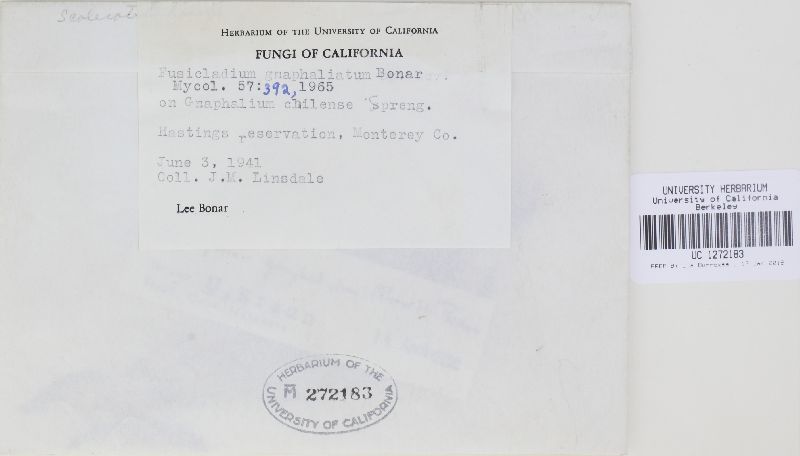 HERBARIUM OF THE UNIVERSITY OF CALIFORNIA
FUNGI OF CALIFORNIA
Fusicladium gnaphaliatum Bonar
Mycol. 57:392, 1965
on Gnaphalium chilense Spreng.
Hastings reservation, Monterey Co.
June 3, 1941
Coll. J.M. Linsdale
Lee Bonar
UNIVERSITY HERBARIUM
University of California
Berkeley
UC 1272183
HERBARIUM OF THE
M 272183
UNIVERSITY OF CALIFORNIA